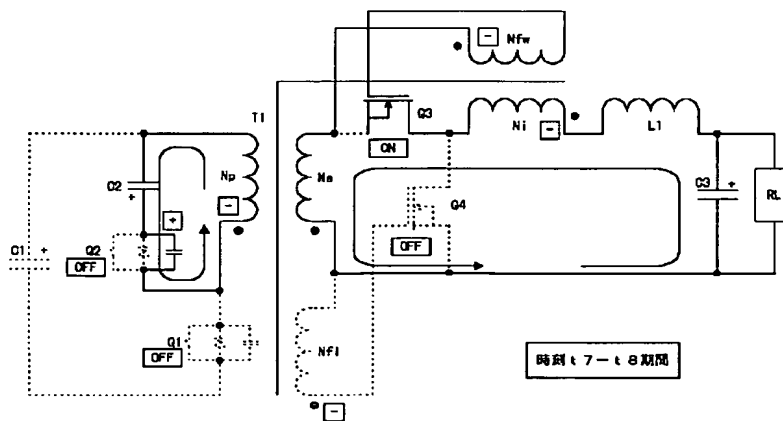 Nfw
-
T1
Q3
Ni
-
L1
ON
C2
+
Np
-
Ns
Q4
OFF
C3
+
RL
C1
+
+
Q2
OFF
Q1
OFF
Nf1
-
時刻t7-t8期間